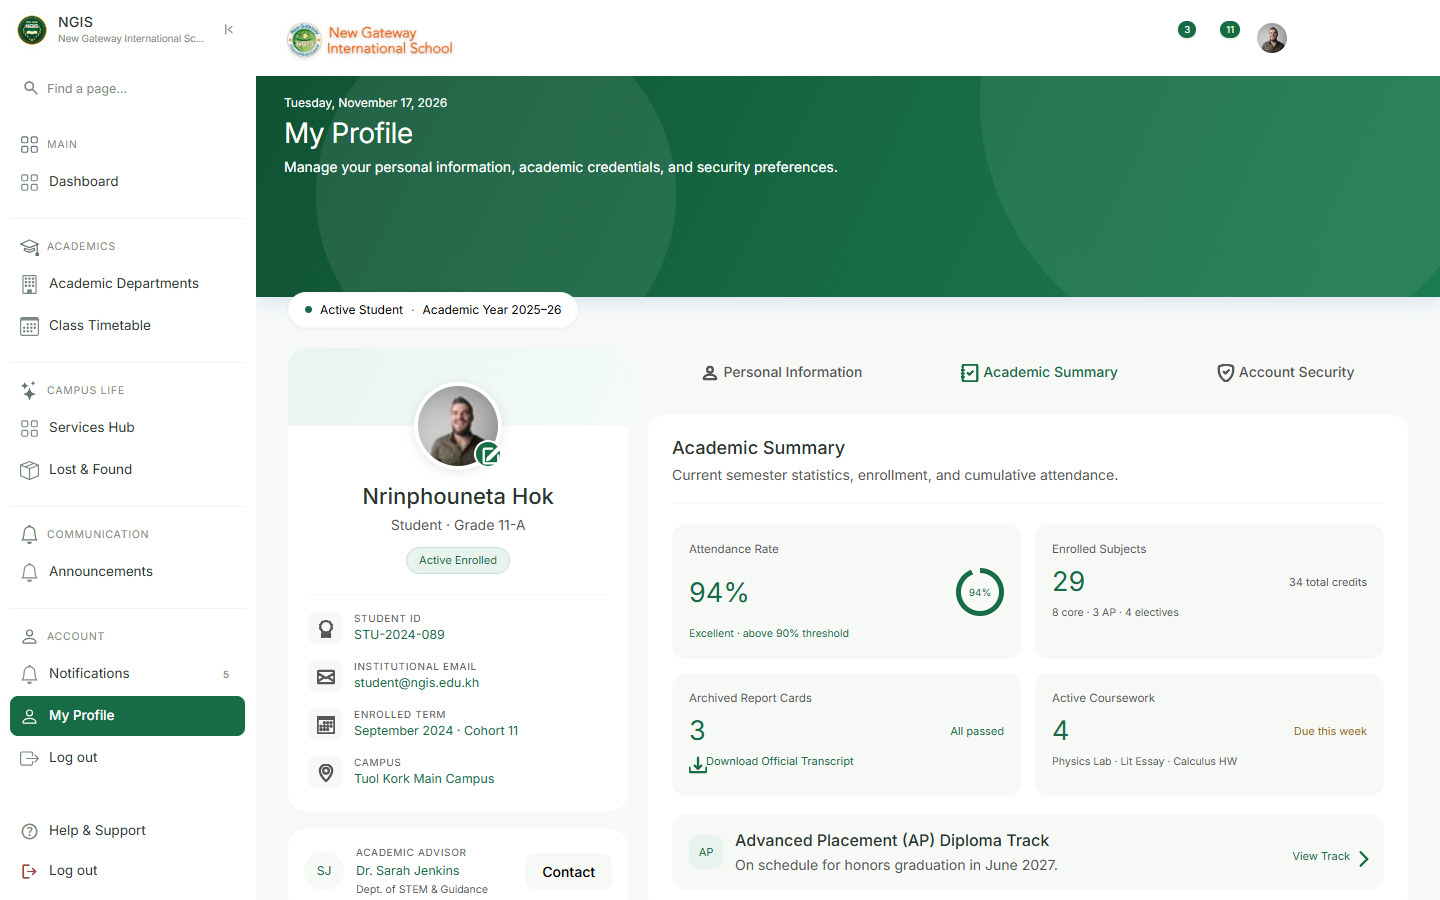 NGIS
New Gateway International Sc...
Find a page...
MAIN
Dashboard
ACADEMICS
Academic Departments
Class Timetable
CAMPUS LIFE
Services Hub
Lost & Found
COMMUNICATION
Announcements
ACCOUNT
Notifications 5
My Profile
Log out
Help & Support
Log out
New Gateway
International School
3
11
Tuesday, November 17, 2026
My Profile
Manage your personal information, academic credentials, and security preferences.
Active Student · Academic Year 2025–26
Nrinphouneta Hok
Student · Grade 11-A
Active Enrolled
STUDENT ID
STU-2024-089
INSTITUTIONAL EMAIL
student@ngis.edu.kh
ENROLLED TERM
September 2024 · Cohort 11
CAMPUS
Tuol Kork Main Campus
SJ
ACADEMIC ADVISOR
Dr. Sarah Jenkins
Dept. of STEM & Guidance
Contact
Personal Information
Academic Summary
Account Security
Academic Summary
Current semester statistics, enrollment, and cumulative attendance.
Attendance Rate
94%
94%
Excellent · above 90% threshold
Enrolled Subjects
29
34 total credits
8 core · 3 AP · 4 electives
Archived Report Cards
3
All passed
Download Official Transcript
Active Coursework
4
Due this week
Physics Lab · Lit Essay · Calculus HW
AP
Advanced Placement (AP) Diploma Track
On schedule for honors graduation in June 2027.
View Track